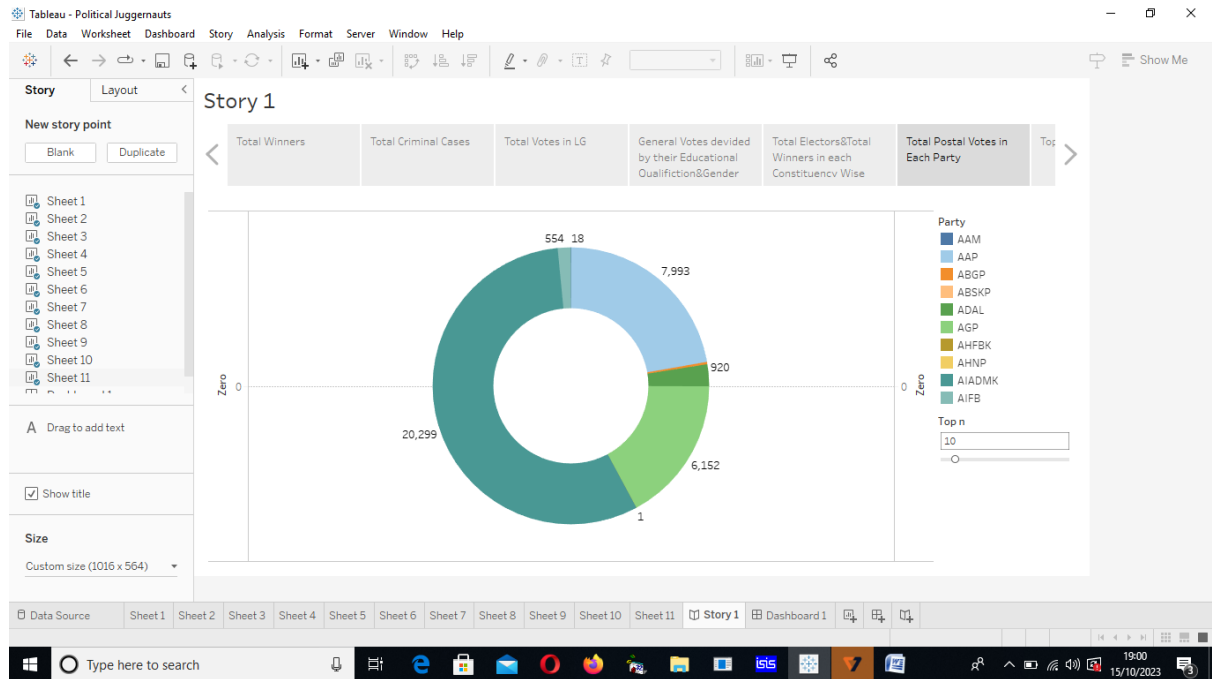 Tableau - Political Juggernauts
File Data Worksheet Dashboard Story Analysis Format Server Window Help
Show Me
Story Layout
New story point
Blank Duplicate
Sheet 1
Sheet 2
Sheet 3
Sheet 4
Sheet 5
Sheet 6
Sheet 7
Sheet 8
Sheet 9
Sheet 10
Sheet 11
A Drag to add text
Show title
Size
Custom size (1016 x 564)
Story 1
Total Winners
Total Criminal Cases
Total Votes in LG
General Votes devided
by their Educational
Qualifiction&Gender
Total Electors&Total
Winners in each
Constituency Wise
Total Postal Votes in
Each Party
554 18
7,993
920
6,152
1
20,299
Zero 0
0 Zero
Party
AAM
AAP
ABGP
ABSKP
ADAL
AGP
AHFBK
AHNP
AIADMK
AIFB
Top n
10
Data Source Sheet 1 Sheet 2 Sheet 3 Sheet 4 Sheet 5 Sheet 6 Sheet 7 Sheet 8 Sheet 9 Sheet 10 Sheet 11 Story 1 Dashboard 1
Type here to search
isis
19:00
15/10/2023
3